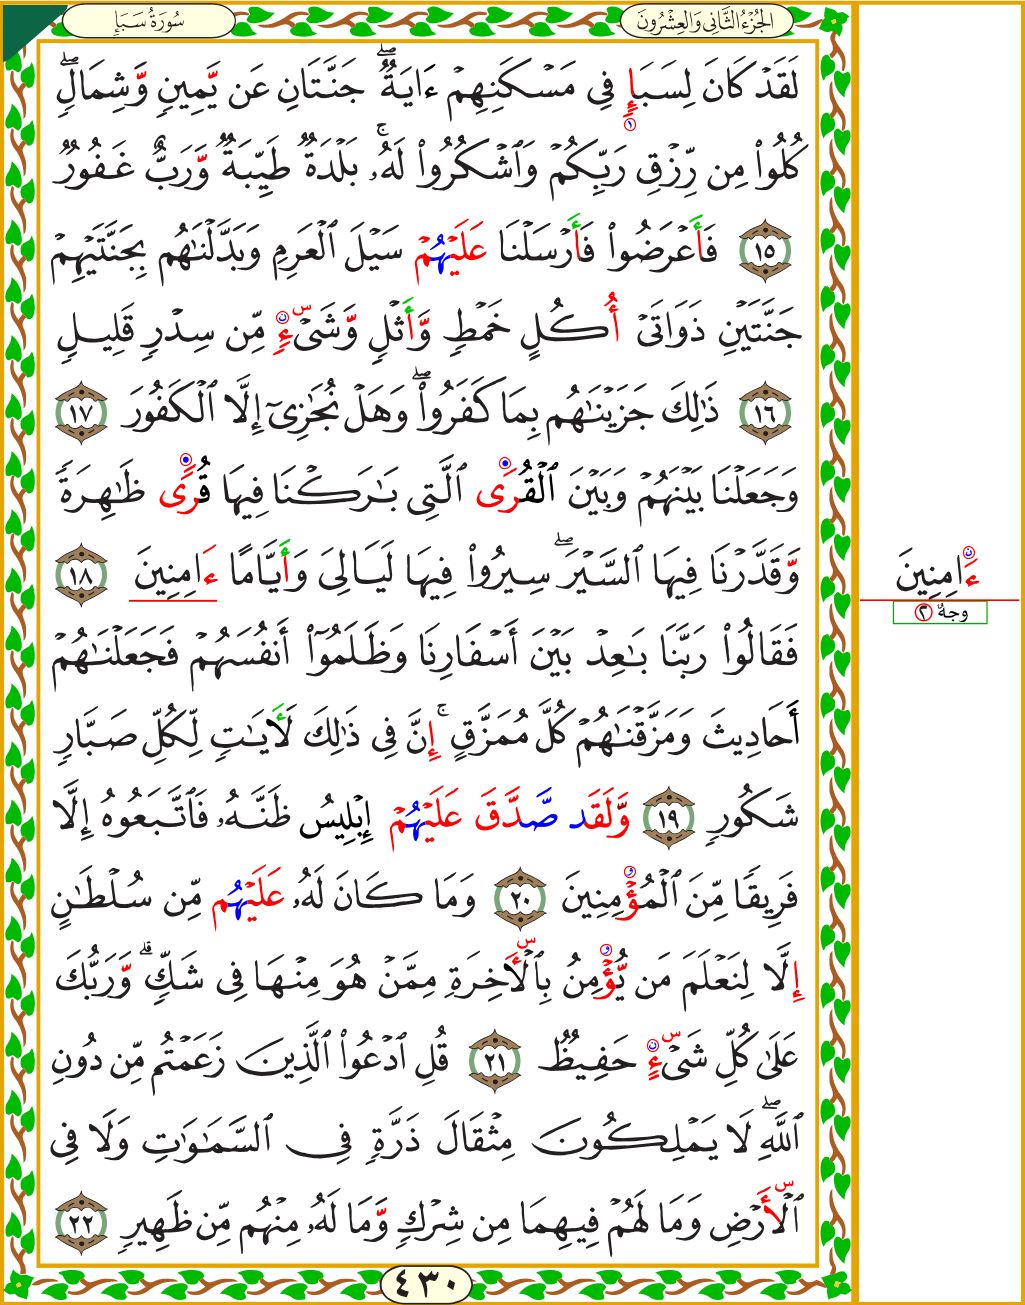 الجُزْءُ الثَّانِي وَالعِشْرُونَ
سُورَةُ سَبَإٍ
لَقَدْ كَانَ لِسَبَإٍ فِي مَسْكَنِهِمْ ءَايَةٌۖ جَنَّتَانِ عَن يَّمِينٍ وَّشِمَالٍۖ
كُلُوا۟ مِن رِّزْقِ رَبِّكُمْ وَٱشْكُرُوا۟ لَهُۥۚ بَلْدَةٌ طَيِّبَةٌ وَّرَبٌّ غَفُورٌ
١٥ فَأَعْرَضُوا۟ فَأَرْسَلْنَا عَلَيْهُمْ سَيْلَ ٱلْعَرِمِ وَبَدَّلْنَٰهُم بِجَنَّتَيْهِمْ
جَنَّتَيْنِ ذَوَاتَىْ أُكُلٍ خَمْطٍ وَّأَثْلٍ وَّشَىْءٍ مِّن سِدْرٍ قَلِيلٍ
١٦ ذَٰلِكَ جَزَيْنَٰهُم بِمَا كَفَرُوا۟ۖ وَهَلْ نُجَٰزِىٓ إِلَّا ٱلْكَفُورَ ١٧
وَجَعَلْنَا بَيْنَهُمْ وَبَيْنَ ٱلْقُرَى ٱلَّتِى بَٰرَكْنَا فِيهَا قُرًى ظَٰهِرَةً
وَّقَدَّرْنَا فِيهَا ٱلسَّيْرَۖ سِيرُوا۟ فِيهَا لَيَالِىَ وَأَيَّامًا ءَامِنِينَ ١٨
فَقَالُوا۟ رَبَّنَا بَٰعِدْ بَيْنَ أَسْفَارِنَا وَظَلَمُوٓا۟ أَنفُسَهُمْ فَجَعَلْنَٰهُمْ
أَحَادِيثَ وَمَزَّقْنَٰهُمْ كُلَّ مُمَزَّقٍۚ إِنَّ فِى ذَٰلِكَ لَأَيَٰتٍ لِّكُلِّ صَبَّارٍ
شَكُورٍ ١٩ وَّلَقَد صَّدَّقَ عَلَيْهُمْ إِبْلِيسُ ظَنَّهُۥ فَٱتَّبَعُوهُ إِلَّا
فَرِيقًا مِّنَ ٱلْمُؤْمِنِينَ ٢٠ وَمَا كَانَ لَهُۥ عَلَيْهُم مِّن سُلْطَٰنٍ
إِلَّا لِنَعْلَمَ مَن يُّؤْمِنُ بِٱلْأَخِرَةِ مِمَّنْ هُوَ مِنْهَا فِى شَكٍّۗ وَّرَبُّكَ
عَلَىٰ كُلِّ شَىْءٍ حَفِيظٌ ٢١ قُلِ ٱدْعُوا۟ ٱلَّذِينَ زَعَمْتُم مِّن دُونِ
ٱللَّهِۖ لَا يَمْلِكُونَ مِثْقَالَ ذَرَّةٍ فِى ٱلسَّمَٰوَٰتِ وَلَا فِى
ٱلْأَرْضِ وَمَا لَهُمْ فِيهِمَا مِن شِرْكٍ وَّمَا لَهُۥ مِنْهُم مِّن ظَهِيرٍ ٢٢
٤٣٠
ءَامِنِينَ
وجهٌ ٢